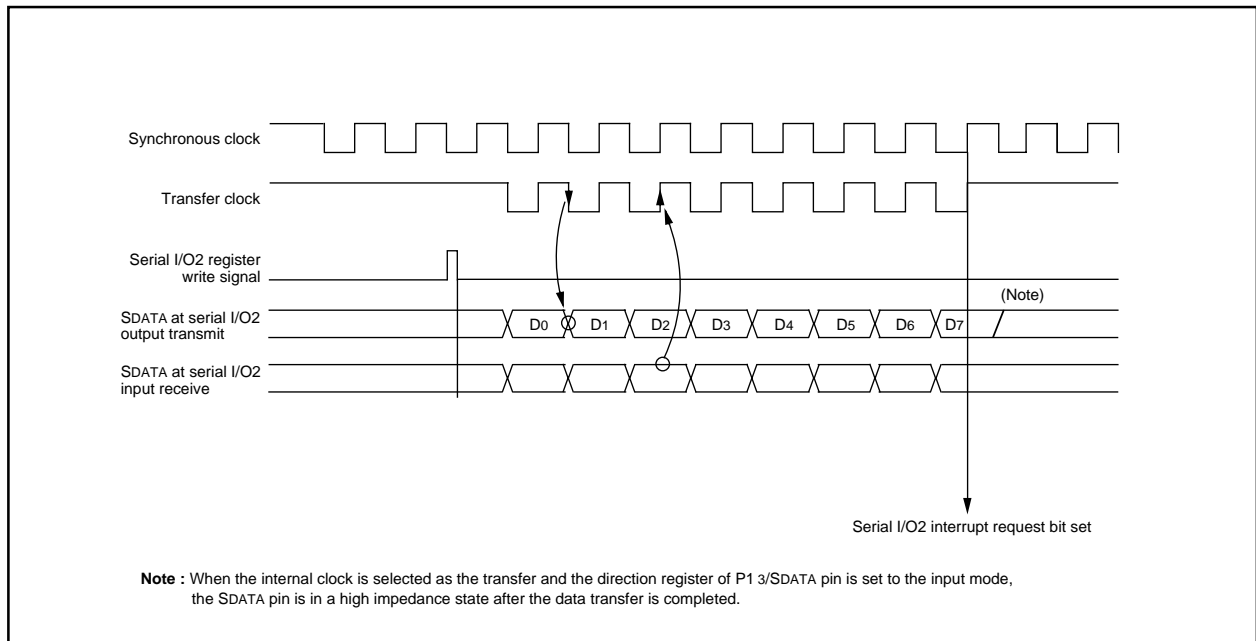 Synchronous clock
Transfer clock
Serial I/O2 register
write signal
(Note)
SDATA at serial I/O2
output transmit
D0 D1 D2 D3 D4 D5 D6 D7
SDATA at serial I/O2
input receive
Serial I/O2 interrupt request bit set
Note : When the internal clock is selected as the transfer and the direction register of P1 3/SDATA pin is set to the input mode,
the SDATA pin is in a high impedance state after the data transfer is completed.